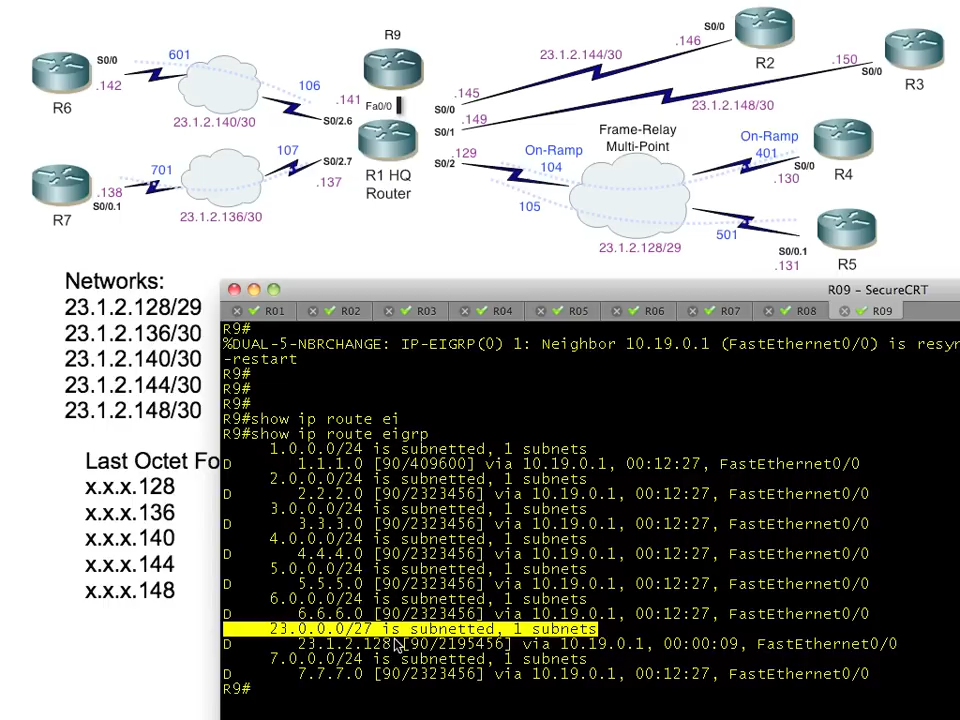 R9
S0/0
R2
.146
23.1.2.144/30
S0/0
.142
R6
601
106
.141
23.1.2.140/30
S0/2.6
Fa0/0
.145
S0/0
.149
S0/1
23.1.2.148/30
.150
S0/0
R3
R1 HQ
Router
.129
S0/2
On-Ramp
104
105
Frame-Relay
Multi-Point
23.1.2.128/29
On-Ramp
401
S0/0
.130
R4
501
S0/0.1
.131
R5
701
107
S0/2.7
.137
.138
S0/0.1
R7
23.1.2.136/30
Networks:
23.1.2.128/29
23.1.2.136/30
23.1.2.140/30
23.1.2.144/30
23.1.2.148/30
Last Octet Fo
x.x.x.128
x.x.x.136
x.x.x.140
x.x.x.144
x.x.x.148
R09 - SecureCRT
R01 R02 R03 R04 R05 R06 R07 R08 R09
R9#
%DUAL-5-NBRCHANGE: IP-EIGRP(0) 1: Neighbor 10.19.0.1 (FastEthernet0/0) is resyn
-restart
R9#
R9#
R9#
R9#show ip route ei
R9#show ip route eigrp
1.0.0.0/24 is subnetted, 1 subnets
D 1.1.1.0 [90/409600] via 10.19.0.1, 00:12:27, FastEthernet0/0
2.0.0.0/24 is subnetted, 1 subnets
D 2.2.2.0 [90/2323456] via 10.19.0.1, 00:12:27, FastEthernet0/0
3.0.0.0/24 is subnetted, 1 subnets
D 3.3.3.0 [90/2323456] via 10.19.0.1, 00:12:27, FastEthernet0/0
4.0.0.0/24 is subnetted, 1 subnets
D 4.4.4.0 [90/2323456] via 10.19.0.1, 00:12:27, FastEthernet0/0
5.0.0.0/24 is subnetted, 1 subnets
D 5.5.5.0 [90/2323456] via 10.19.0.1, 00:12:27, FastEthernet0/0
6.0.0.0/24 is subnetted, 1 subnets
D 6.6.6.0 [90/2323456] via 10.19.0.1, 00:12:27, FastEthernet0/0
23.0.0.0/27 is subnetted, 1 subnets
D 23.1.2.128 [90/2195456] via 10.19.0.1, 00:00:09, FastEthernet0/0
7.0.0.0/24 is subnetted, 1 subnets
D 7.7.7.0 [90/2323456] via 10.19.0.1, 00:12:27, FastEthernet0/0
R9#